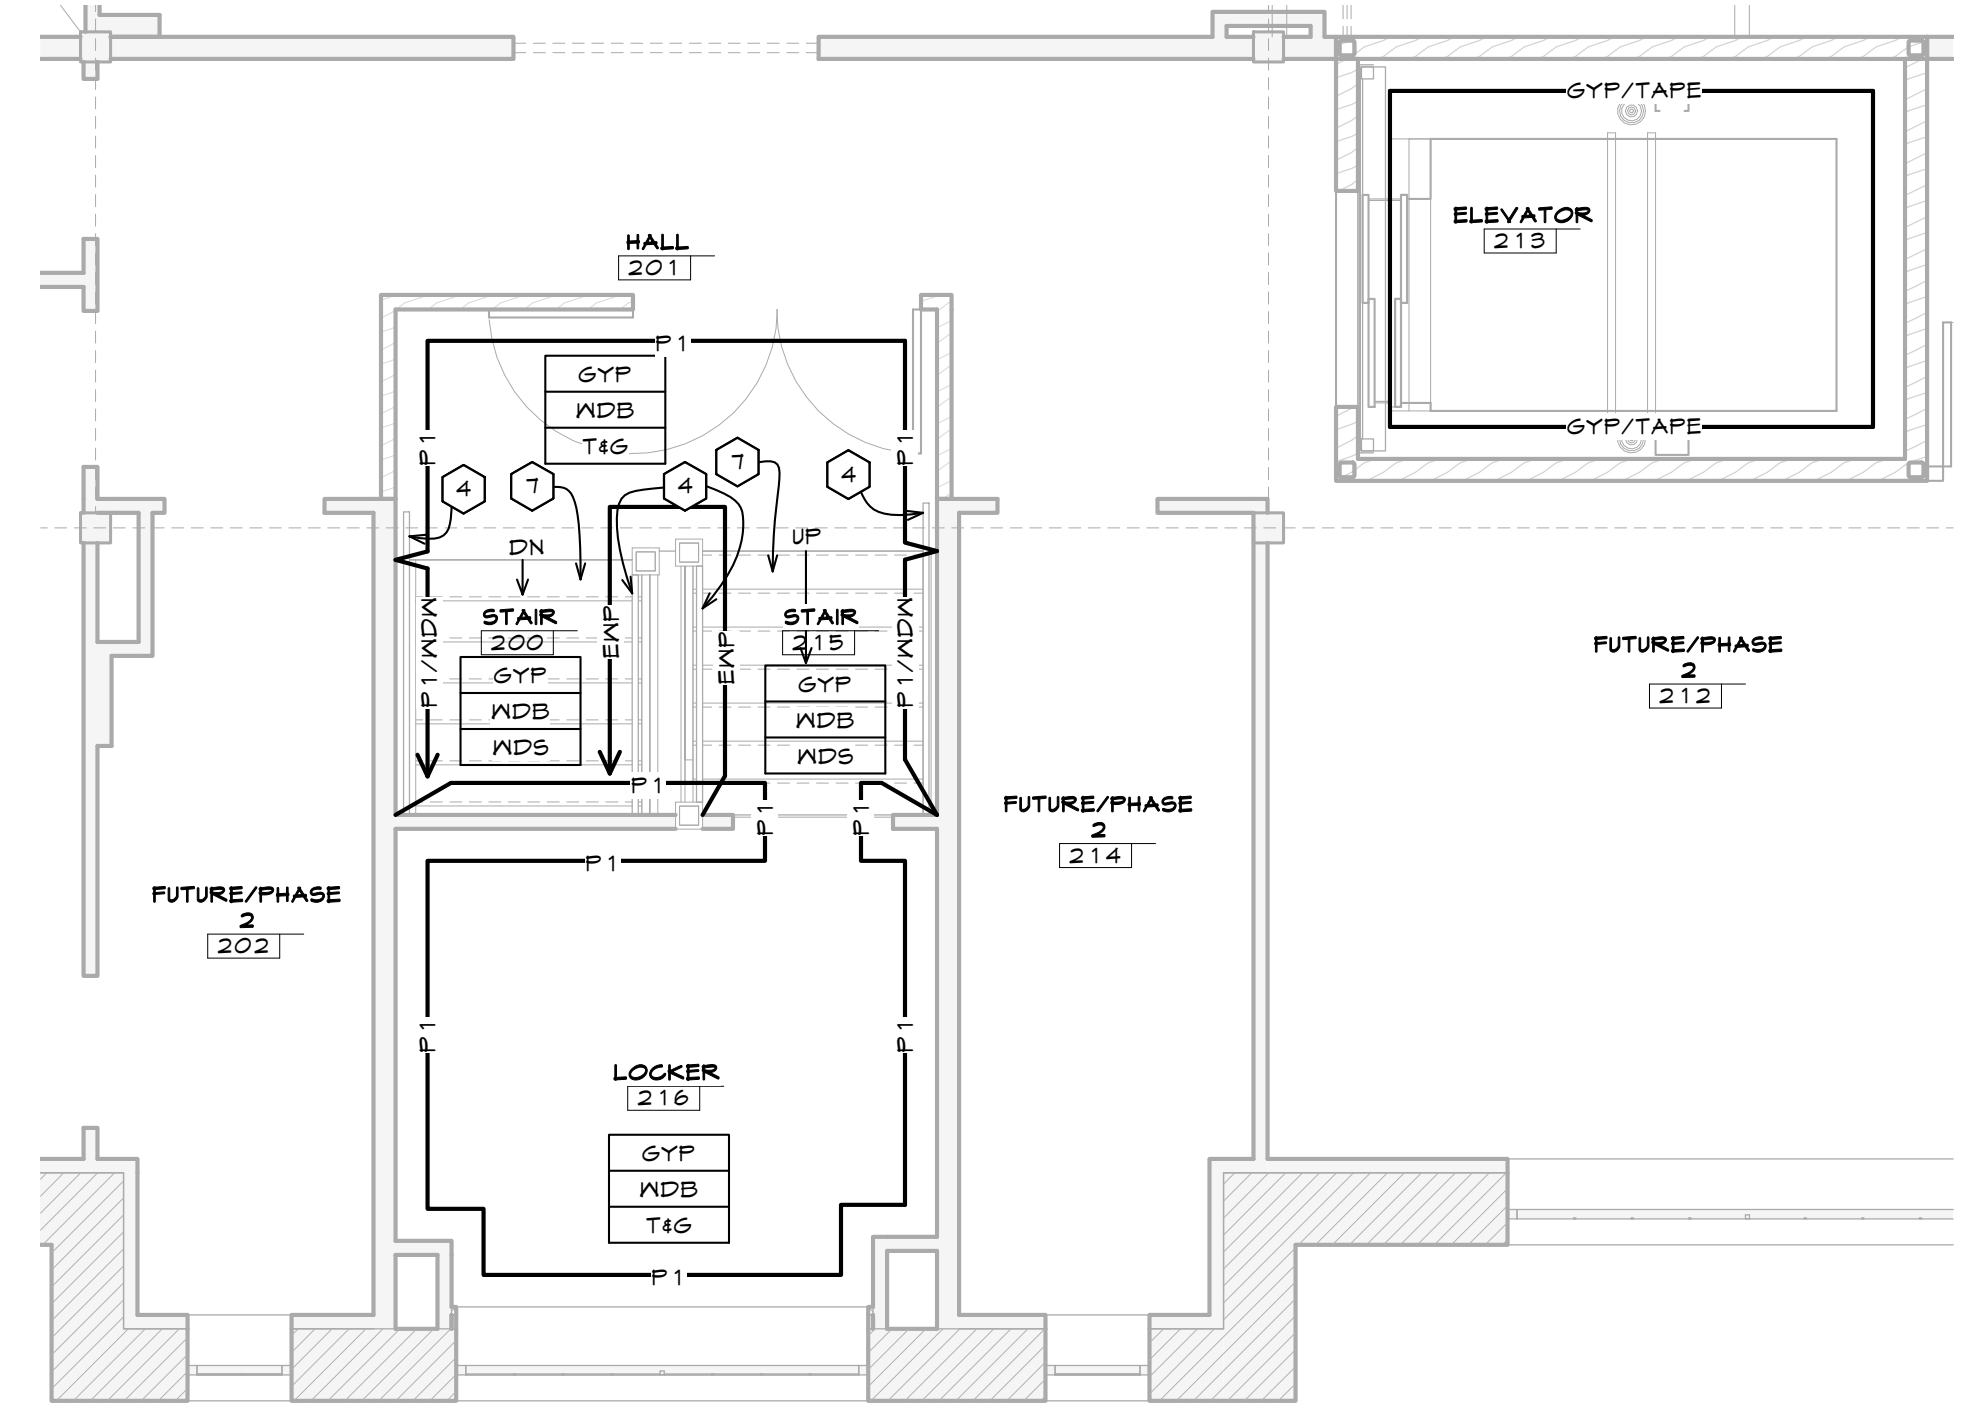 GYP/TAPE
ELEVATOR
213
HALL
201
P1
GYP
WDB
T&G
GYP/TAPE
P1
P1
4
7
4
7
4
DN
UP
STAIR
200
STAIR
215
P1/WDM
EWP
EWP
P1/WDM
GYP
WDB
WDS
GYP
WDB
WDS
FUTURE/PHASE
2
212
P1
P1
P1
FUTURE/PHASE
2
214
P1
FUTURE/PHASE
2
202
P1
P1
LOCKER
216
GYP
WDB
T&G
P1